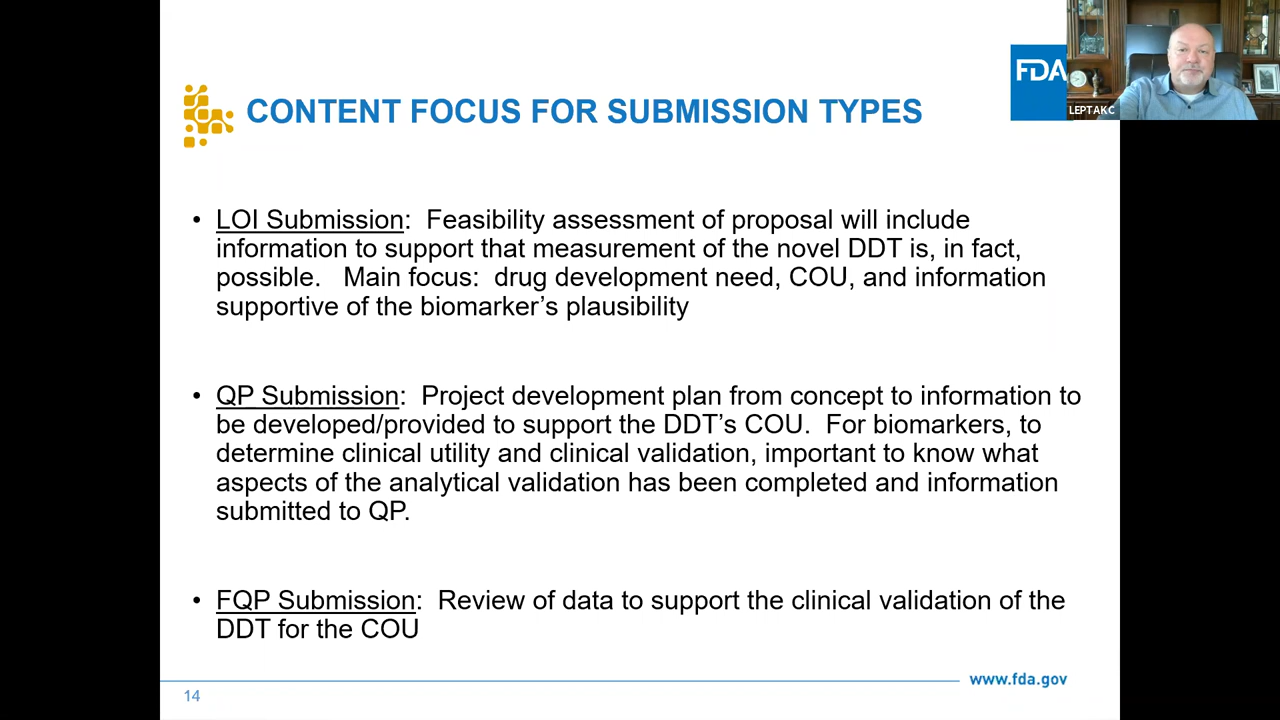 FDA
LEPTAKC
CONTENT FOCUS FOR SUBMISSION TYPES
• LOI Submission: Feasibility assessment of proposal will include
information to support that measurement of the novel DDT is, in fact,
possible. Main focus: drug development need, COU, and information
supportive of the biomarker's plausibility
• QP Submission: Project development plan from concept to information to
be developed/provided to support the DDT's COU. For biomarkers, to
determine clinical utility and clinical validation, important to know what
aspects of the analytical validation has been completed and information
submitted to QP.
• FQP Submission: Review of data to support the clinical validation of the
DDT for the COU
www.fda.gov
14